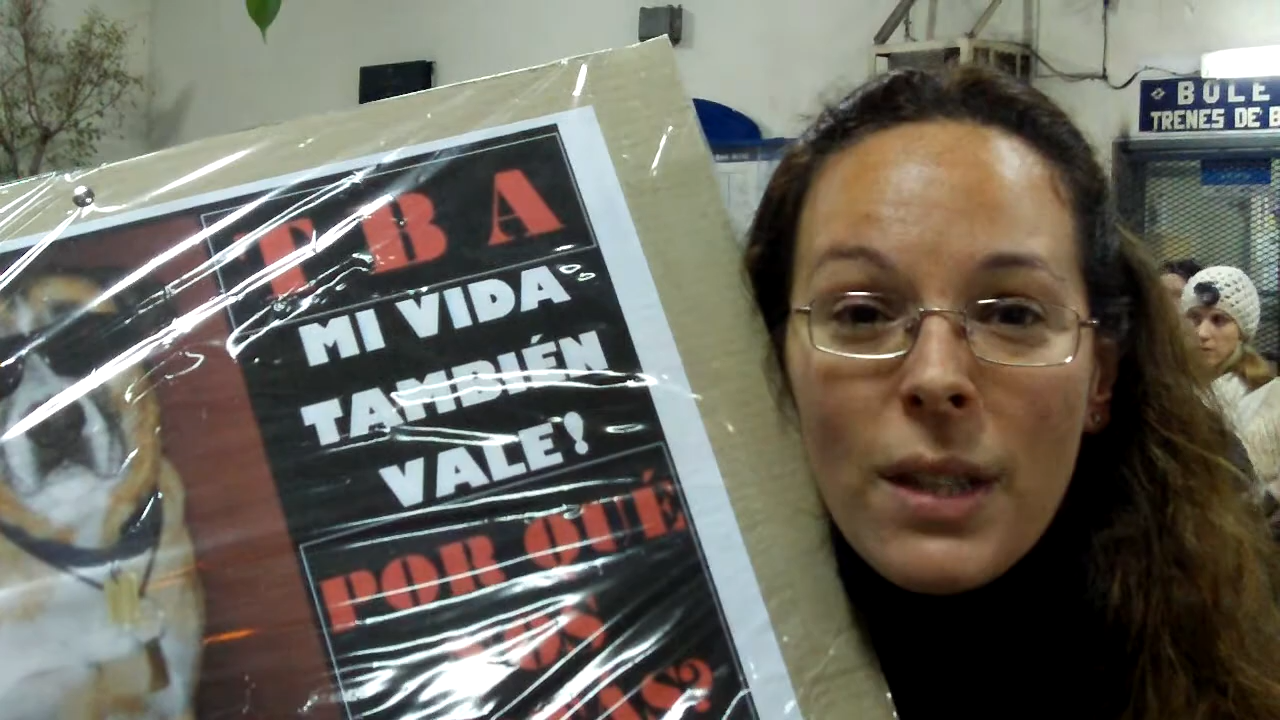 TBA
MI VIDA
TAMBIÉN
VALE!
POR QUÉ
BOLE
TRENES DE B